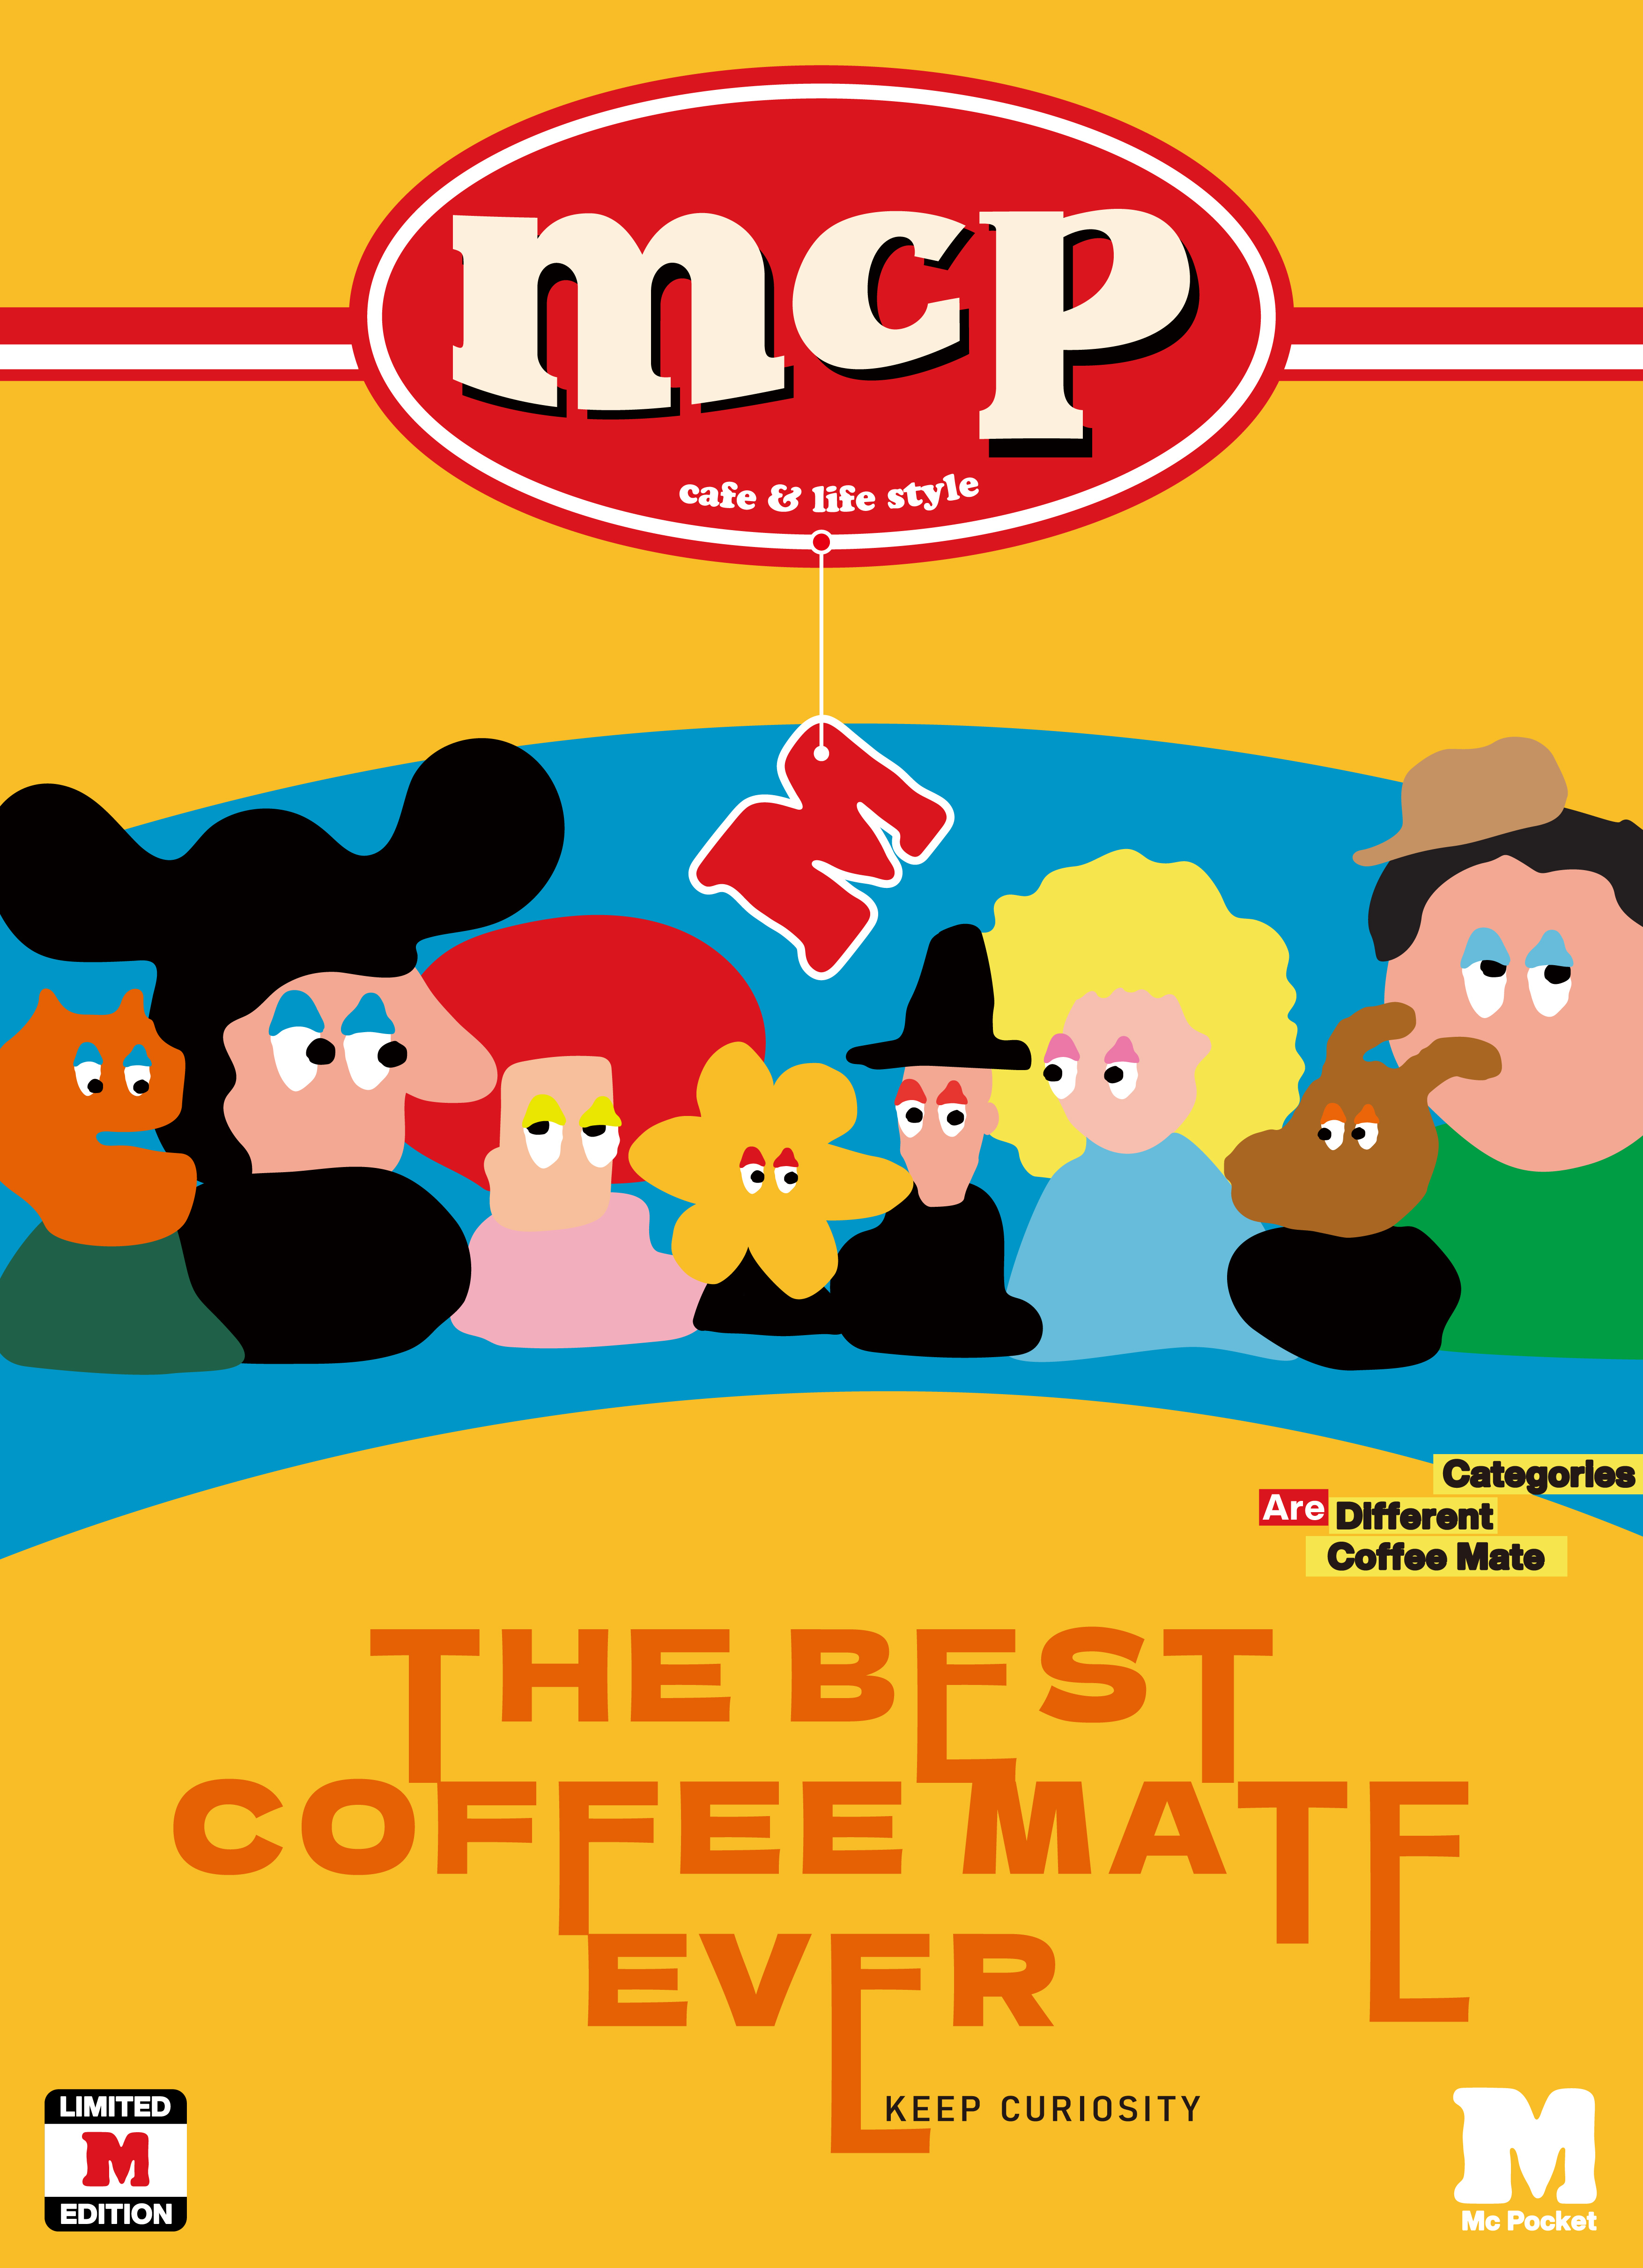 mcp
cafe & life style
M
Categories
Are Different
Coffee Mate
THE BEST
COFFEE MATE
EVER
KEEP CURIOSITY
LIMITED
M
EDITION
M
Mc Pocket